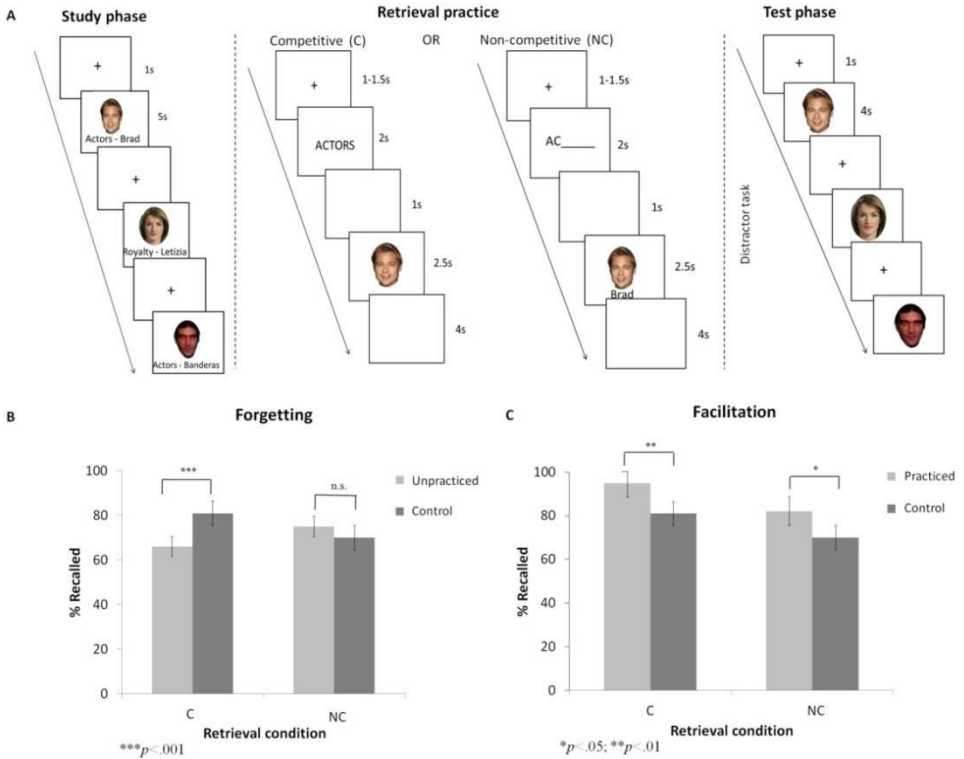 A
Study phase
+
1s
Actors - Brad
5s
+
Royalty - Letizia
+
Actors - Banderas
Retrieval practice
Competitive (C)
OR
Non-competitive (NC)
+
1-1.5s
ACTORS
2s
1s
2.5s
4s
+
1-1.5s
AC_____
2s
1s
Brad
2.5s
4s
Distractor task
Test phase
+
1s
4s
+
+
B
Forgetting
% Recalled
100
80
60
40
20
0
***
n.s.
Unpracticed
Control
C
NC
Retrieval condition
***p<.001
C
Facilitation
% Recalled
100
80
60
40
20
0
**
*
Practiced
Control
C
NC
Retrieval condition
*p<.05; **p<.01